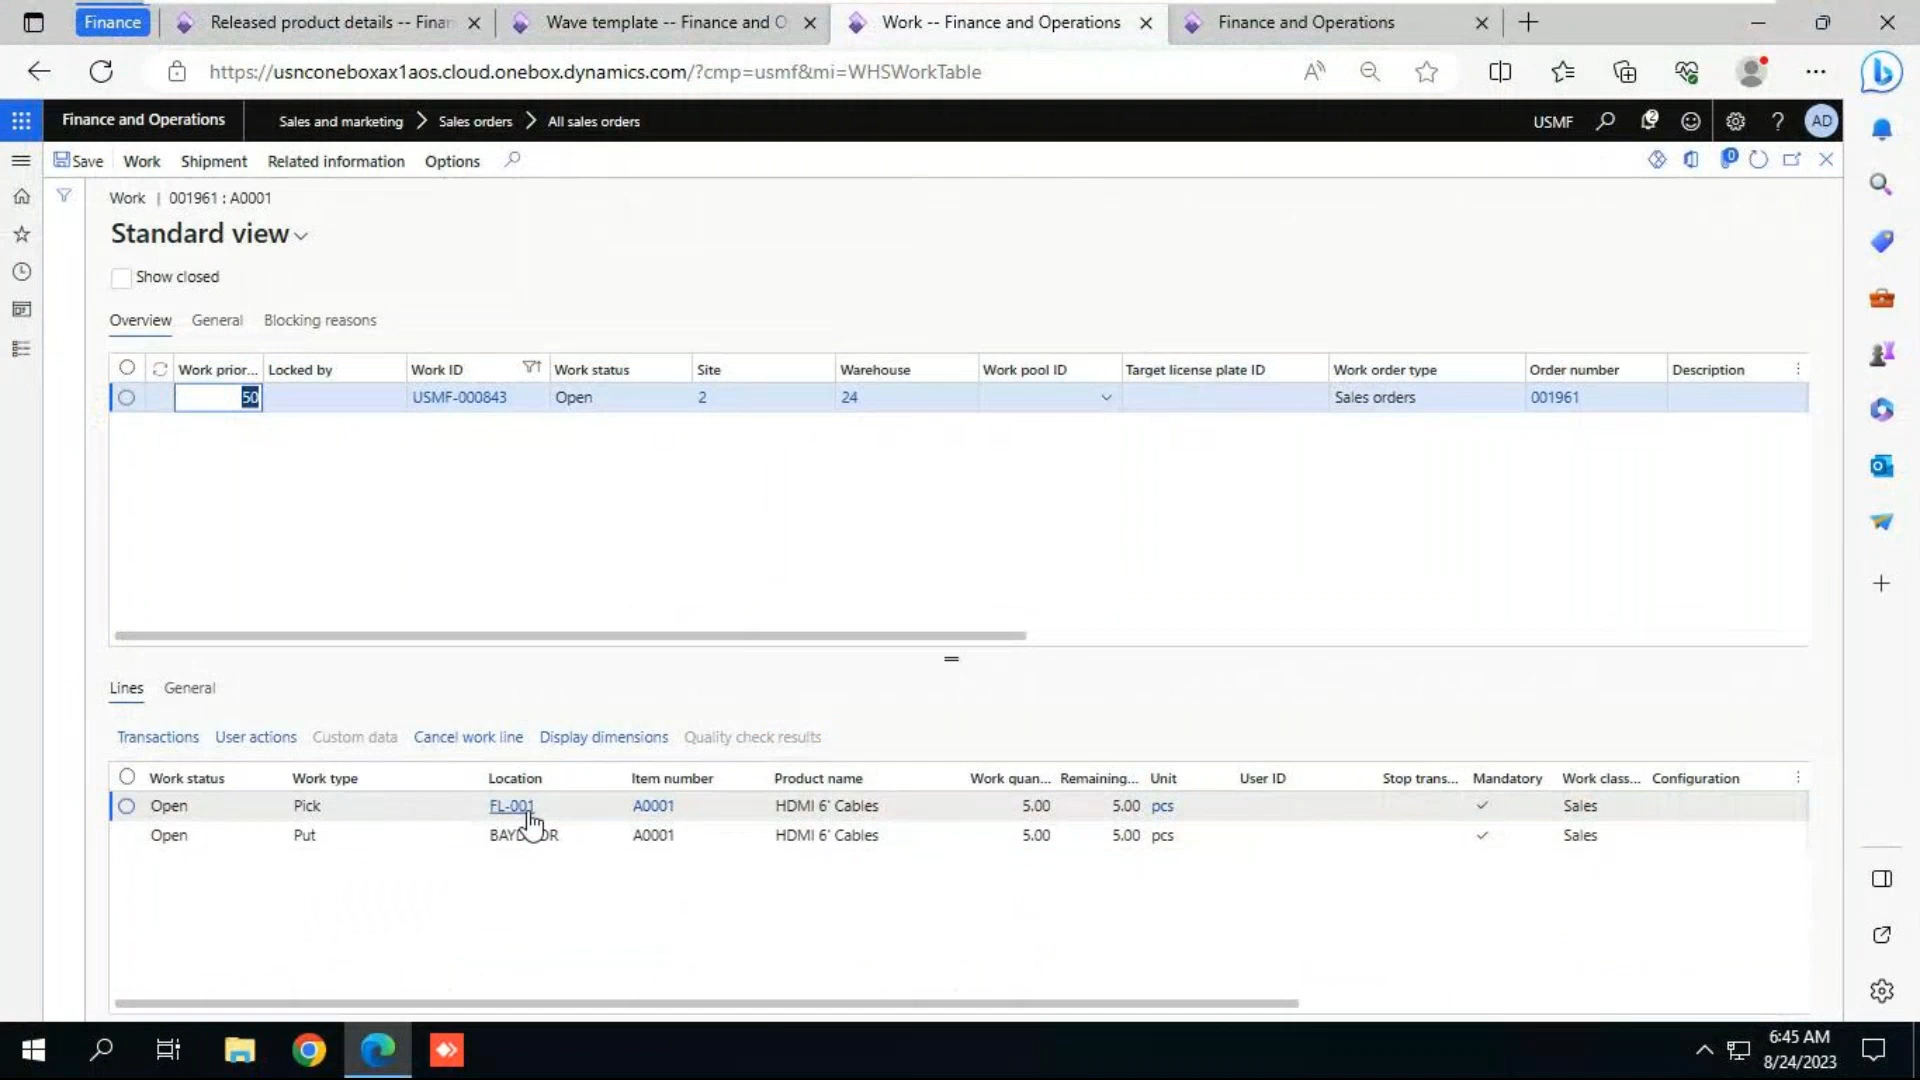 Finance
Released product details -- Finan
Wave template -- Finance and O
Work -- Finance and Operations
Finance and Operations
https://usnconeboxax1aos.cloud.onebox.dynamics.com/?cmp=usmf&mi=WHSWorkTable
Finance and Operations
Sales and marketing > Sales orders > All sales orders
USMF
2
?
AD
Save Work Shipment Related information Options
0
Work | 001961 : A0001
Standard view
Show closed
Overview General Blocking reasons
Work prior... Locked by Work ID Work status Site Warehouse Work pool ID Target license plate ID Work order type Order number Description
50 USMF-000843 Open 2 24 Sales orders 001961
Lines General
Transactions User actions Custom data Cancel work line Display dimensions Quality check results
Work status Work type Location Item number Product name Work quan... Remaining... Unit User ID Stop trans... Mandatory Work class... Configuration
Open Pick FL-001 A0001 HDMI 6' Cables 5.00 5.00 pcs Sales
Open Put A0001 HDMI 6' Cables 5.00 5.00 pcs Sales
6:45 AM
8/24/2023